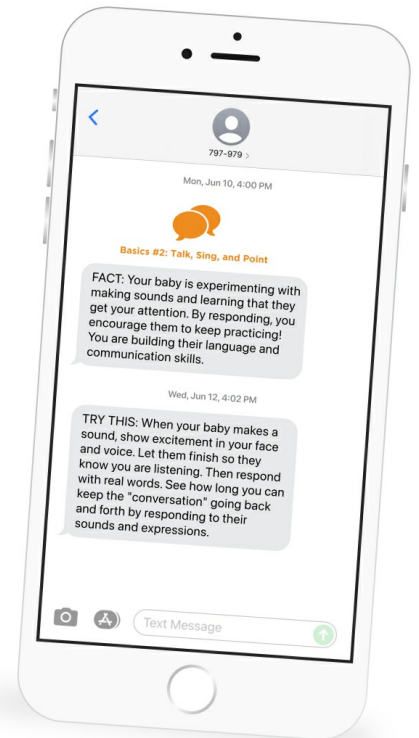 797-979 >
Mon, Jun 10, 4:00 PM
Basics #2: Talk, Sing, and Point
FACT: Your baby is experimenting with
making sounds and learning that they
get your attention. By responding, you
encourage them to keep practicing!
You are building their language and
communication skills.
Wed, Jun 12, 4:02 PM
TRY THIS: When your baby makes a
sound, show excitement in your face
and voice. Let them finish so they
know you are listening. Then respond
with real words. See how long you can
keep the "conversation" going back
and forth by responding to their
sounds and expressions.
Text Message